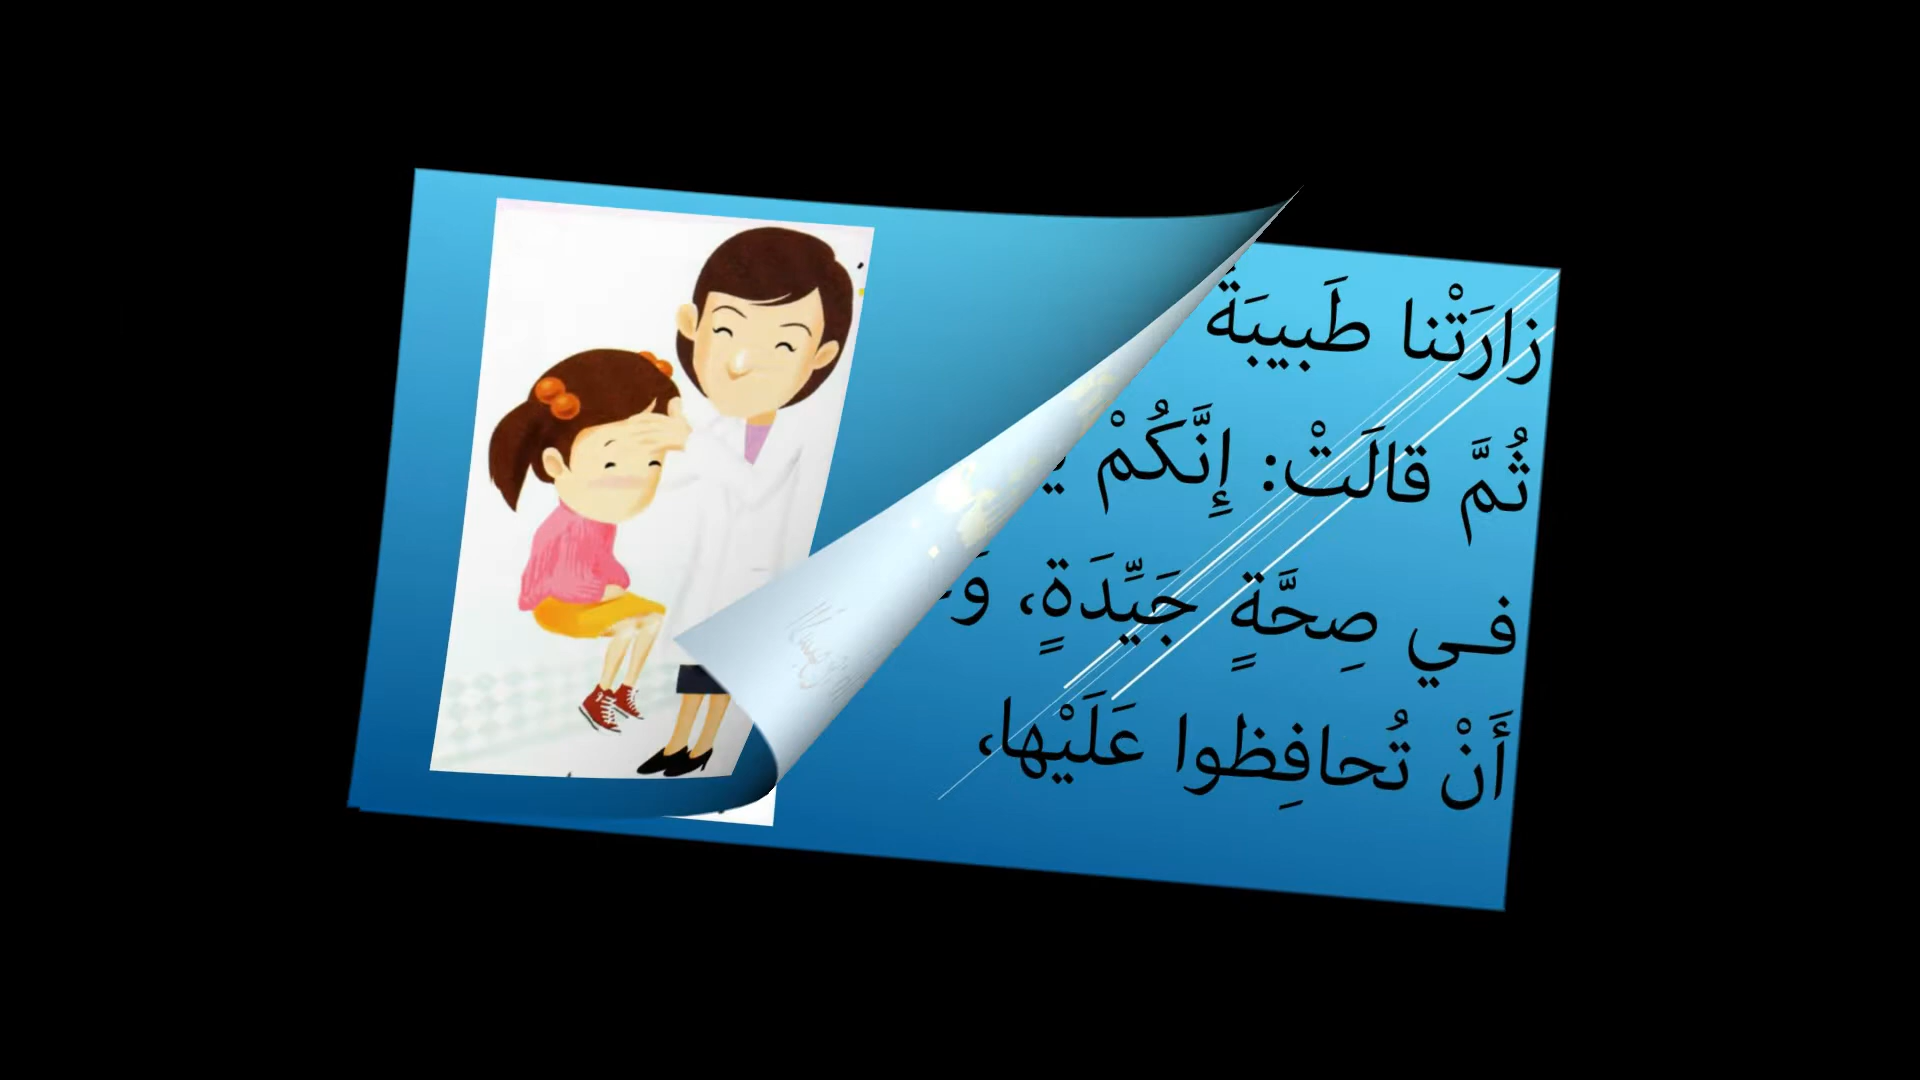 زارَتْنا طَبيبَةُ
ثُمَّ قالَتْ: إِنَّكُمْ
في صِحَّةٍ جَيِّدَةٍ،
أَنْ تُحافِظوا عَلَيْها،